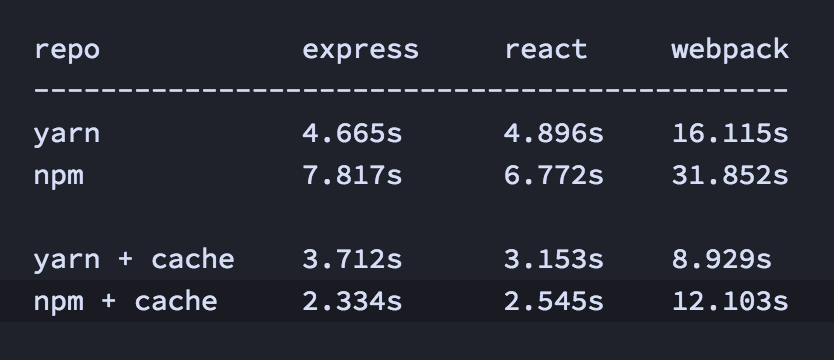 repo express react webpack
---------------------------------------------
yarn 4.665s 4.896s 16.115s
npm 7.817s 6.772s 31.852s
yarn + cache 3.712s 3.153s 8.929s
npm + cache 2.334s 2.545s 12.103s